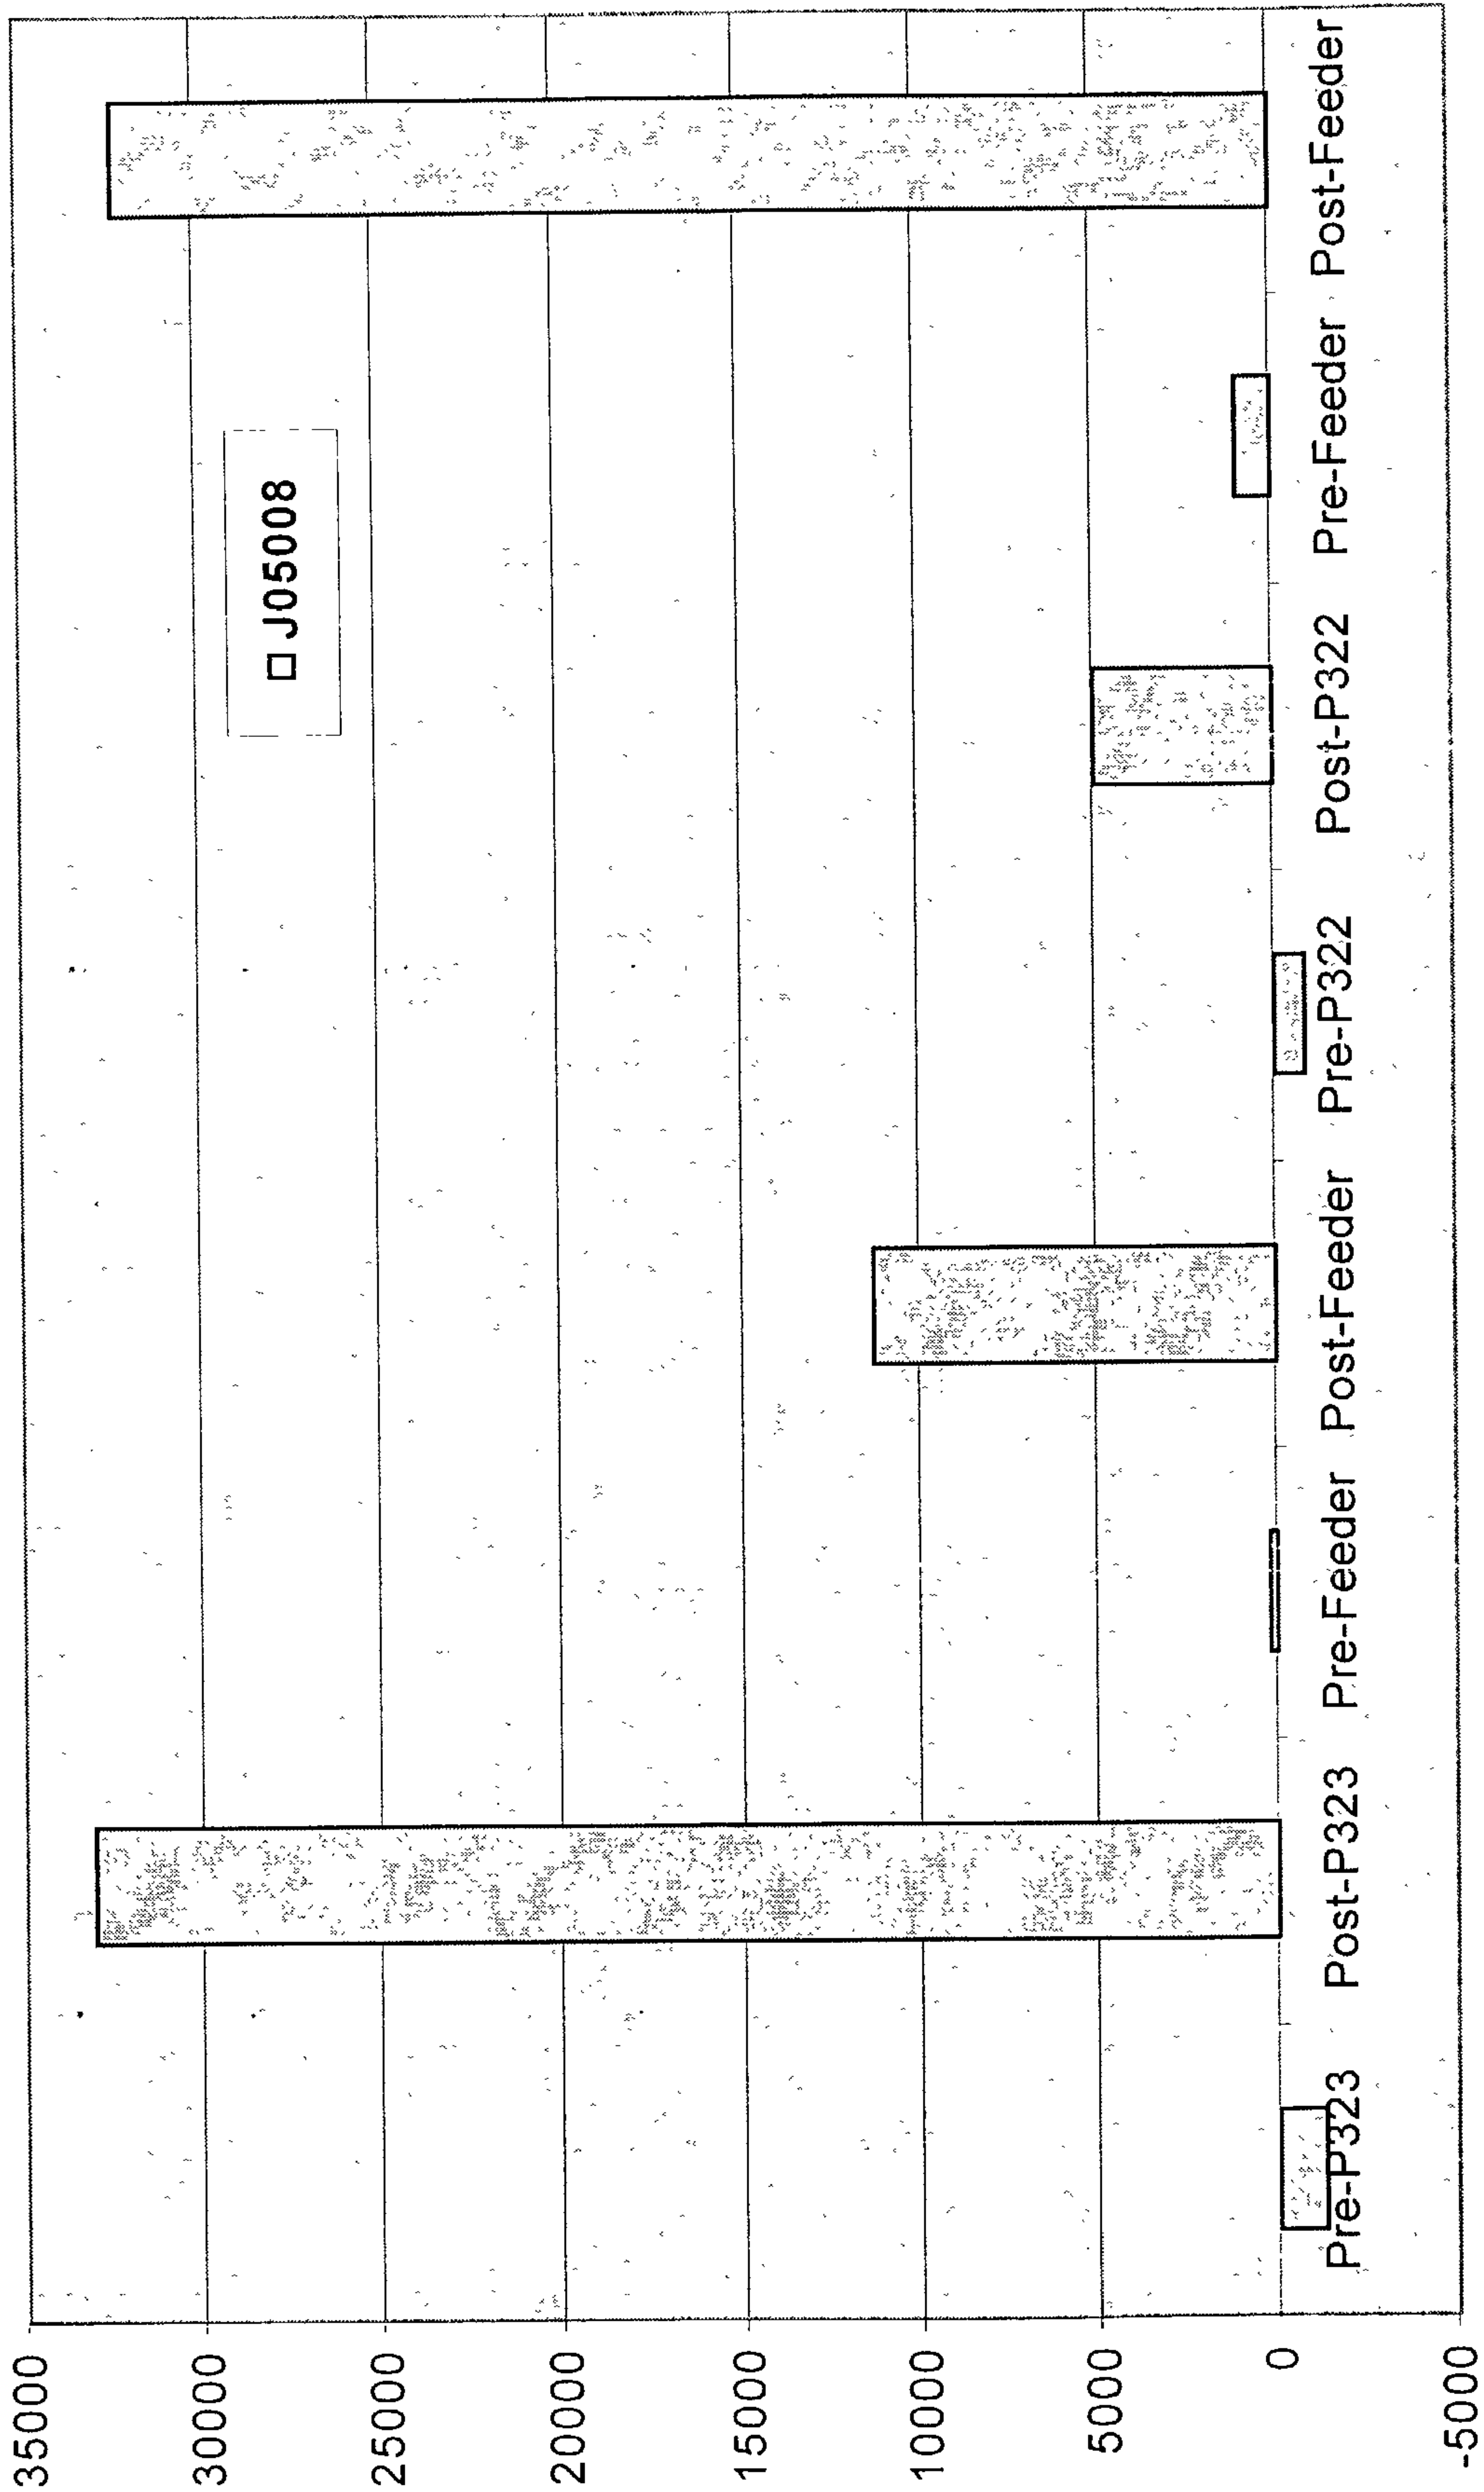 35000
30000
25000
20000
15000
10000
5000
0
-5000
□ J05008
Pre-P323
Post-P323
Pre-Feeder
Post-Feeder
Pre-P322
Post-P322
Pre-Feeder
Post-Feeder